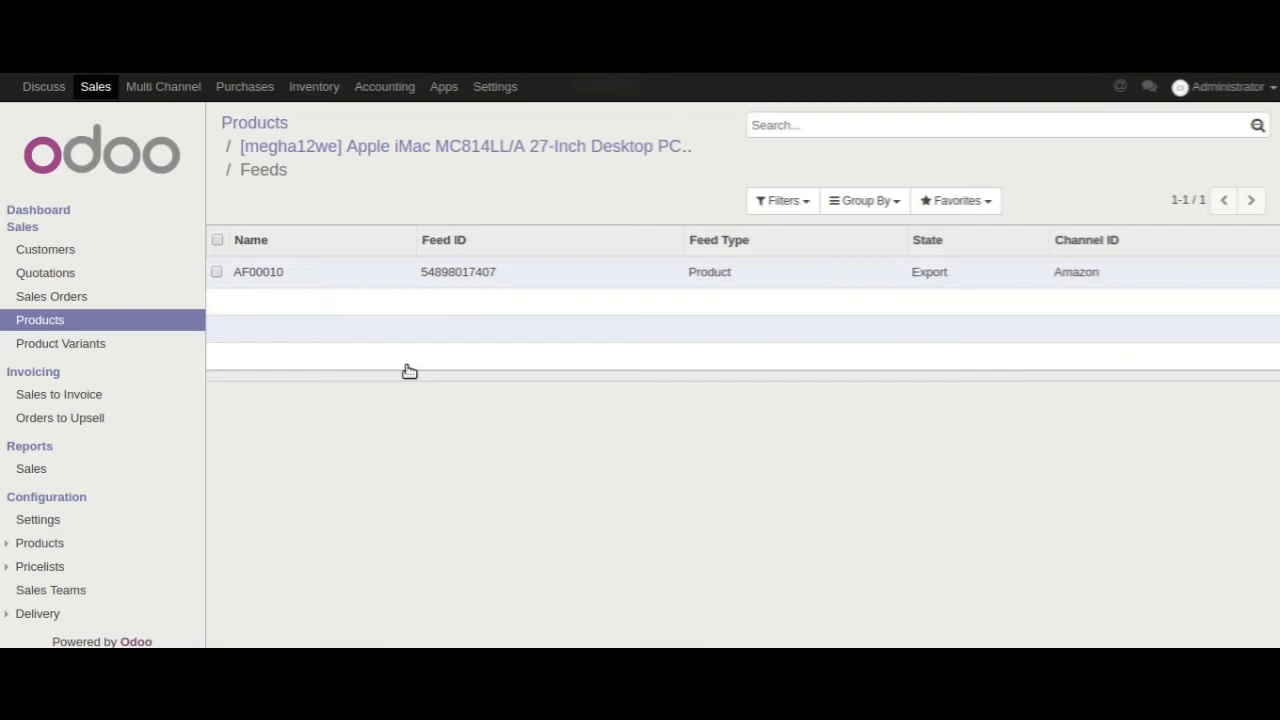 Discuss Sales Multi Channel Purchases Inventory Accounting Apps Settings @ Administrator
odoo
Dashboard
Sales
Customers
Quotations
Sales Orders
Products
Product Variants
Invoicing
Sales to Invoice
Orders to Upsell
Reports
Sales
Configuration
Settings
Products
Pricelists
Sales Teams
Delivery
Powered by Odoo
Products
/ [megha12we] Apple iMac MC814LL/A 27-Inch Desktop PC..
/ Feeds
Search...
Filters Group By Favorites 1-1 / 1
Name Feed ID Feed Type State Channel ID
AF00010 54898017407 Product Export Amazon